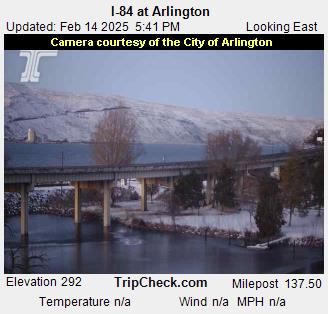 I-84 at Arlington
Updated: Feb 14 2025 5:41 PM Looking East
Camera courtesy of the City of Arlington
Elevation 292 TripCheck.com Milepost 137.50
Temperature n/a Wind n/a MPH n/a